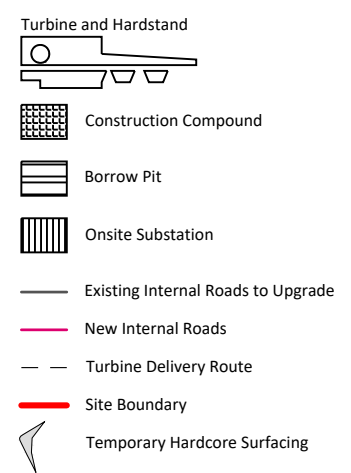 Turbine and Hardstand
Construction Compound
Borrow Pit
Onsite Substation
Existing Internal Roads to Upgrade
New Internal Roads
Turbine Delivery Route
Site Boundary
Temporary Hardcore Surfacing